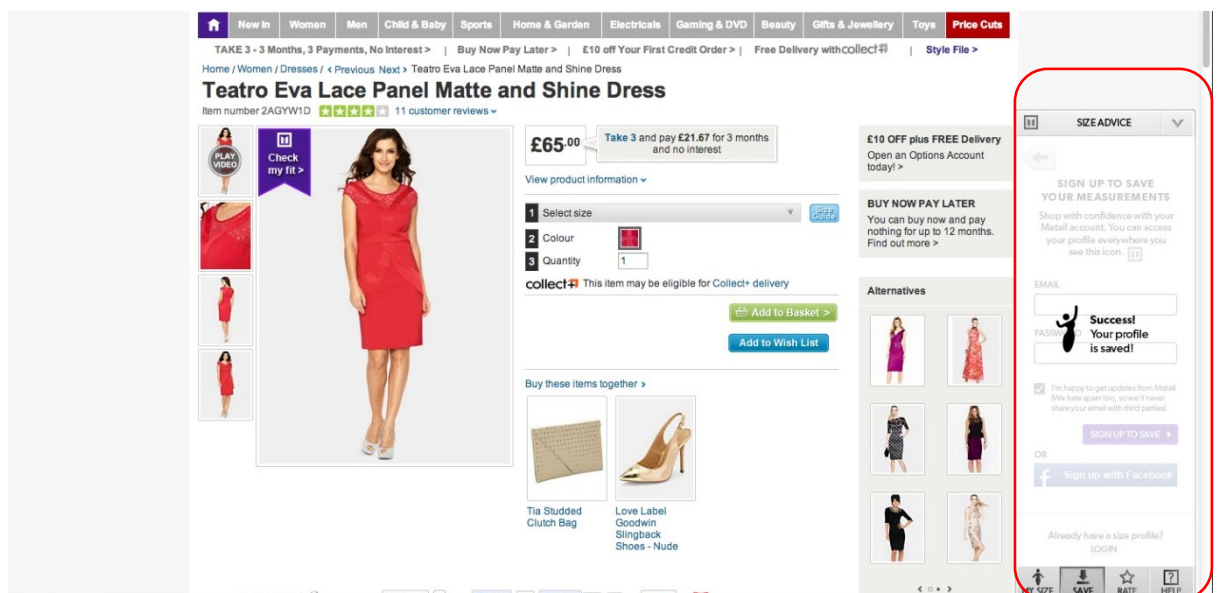 New In Women Men Child & Baby Sports Home & Garden Electricals Gaming & DVD Beauty Gifts & Jewellery Toys Price Cuts
TAKE 3 - 3 Months, 3 Payments, No Interest > | Buy Now Pay Later > | £10 off Your First Credit Order > | Free Delivery with collect+ | Style File >
Home / Women / Dresses / < Previous Next > Teatro Eva Lace Panel Matte and Shine Dress
Teatro Eva Lace Panel Matte and Shine Dress
Item number 2AGYW1D 11 customer reviews
PLAY
VIDEO
Check
my fit >
£65.00
Take 3 and pay £21.67 for 3 months
and no interest
View product information
1 Select size
Size
Guide
2 Colour
3 Quantity 1
collect+ This item may be eligible for Collect+ delivery
Add to Basket >
Add to Wish List
Buy these items together >
Tia Studded
Clutch Bag
Love Label
Goodwin
Slingback
Shoes - Nude
£10 OFF plus FREE Delivery
Open an Options Account
today! >
BUY NOW PAY LATER
You can buy now and pay
nothing for up to 12 months.
Find out more >
Alternatives
SIZE ADVICE
SIGN UP TO SAVE
YOUR MEASUREMENTS
Shop with confidence with your
Metail account. You can access
your profile everywhere you
see this icon.
EMAIL
Success!
Your profile
is saved!
I'm happy to get updates from Metail
(We hate spam too, so we'll never
share your email with third parties)
SIGN UP TO SAVE
OR
f Sign up with Facebook
Already have a size profile?
LOGIN
MY SIZE SAVE RATE HELP